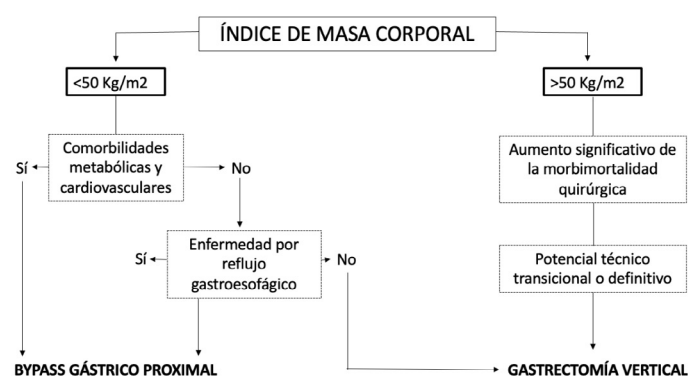 ÍNDICE DE MASA CORPORAL
<50 Kg/m2
>50 Kg/m2
Comorbilidades
metabólicas y
cardiovasculares
Sí
No
Aumento significativo de
la morbimortalidad
quirúrgica
Enfermedad por
reflujo
gastroesofágico
Sí
No
Potencial técnico
transicional o definitivo
BYPASS GÁSTRICO PROXIMAL
GASTRECTOMÍA VERTICAL